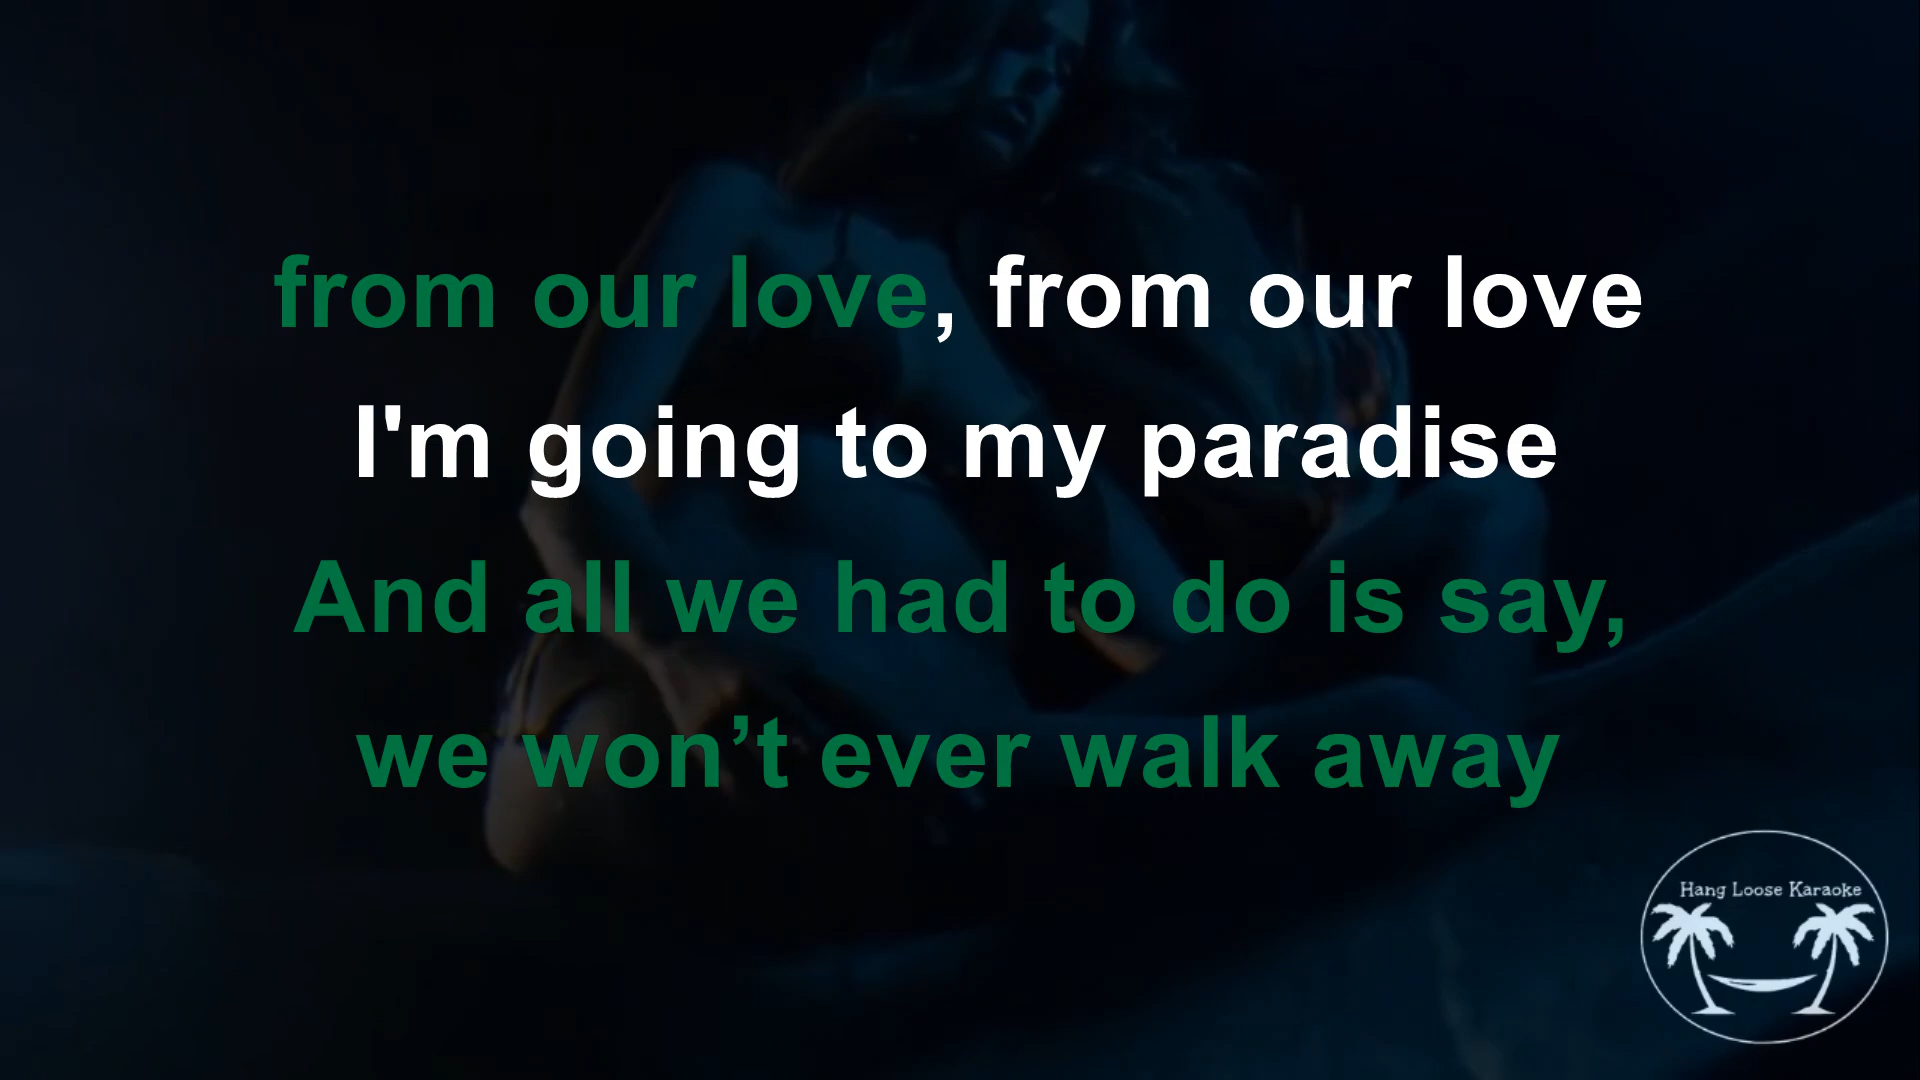 from our love, from our love
I'm going to my paradise
And all we had to do is say,
we won’t ever walk away
Hang Loose Karaoke